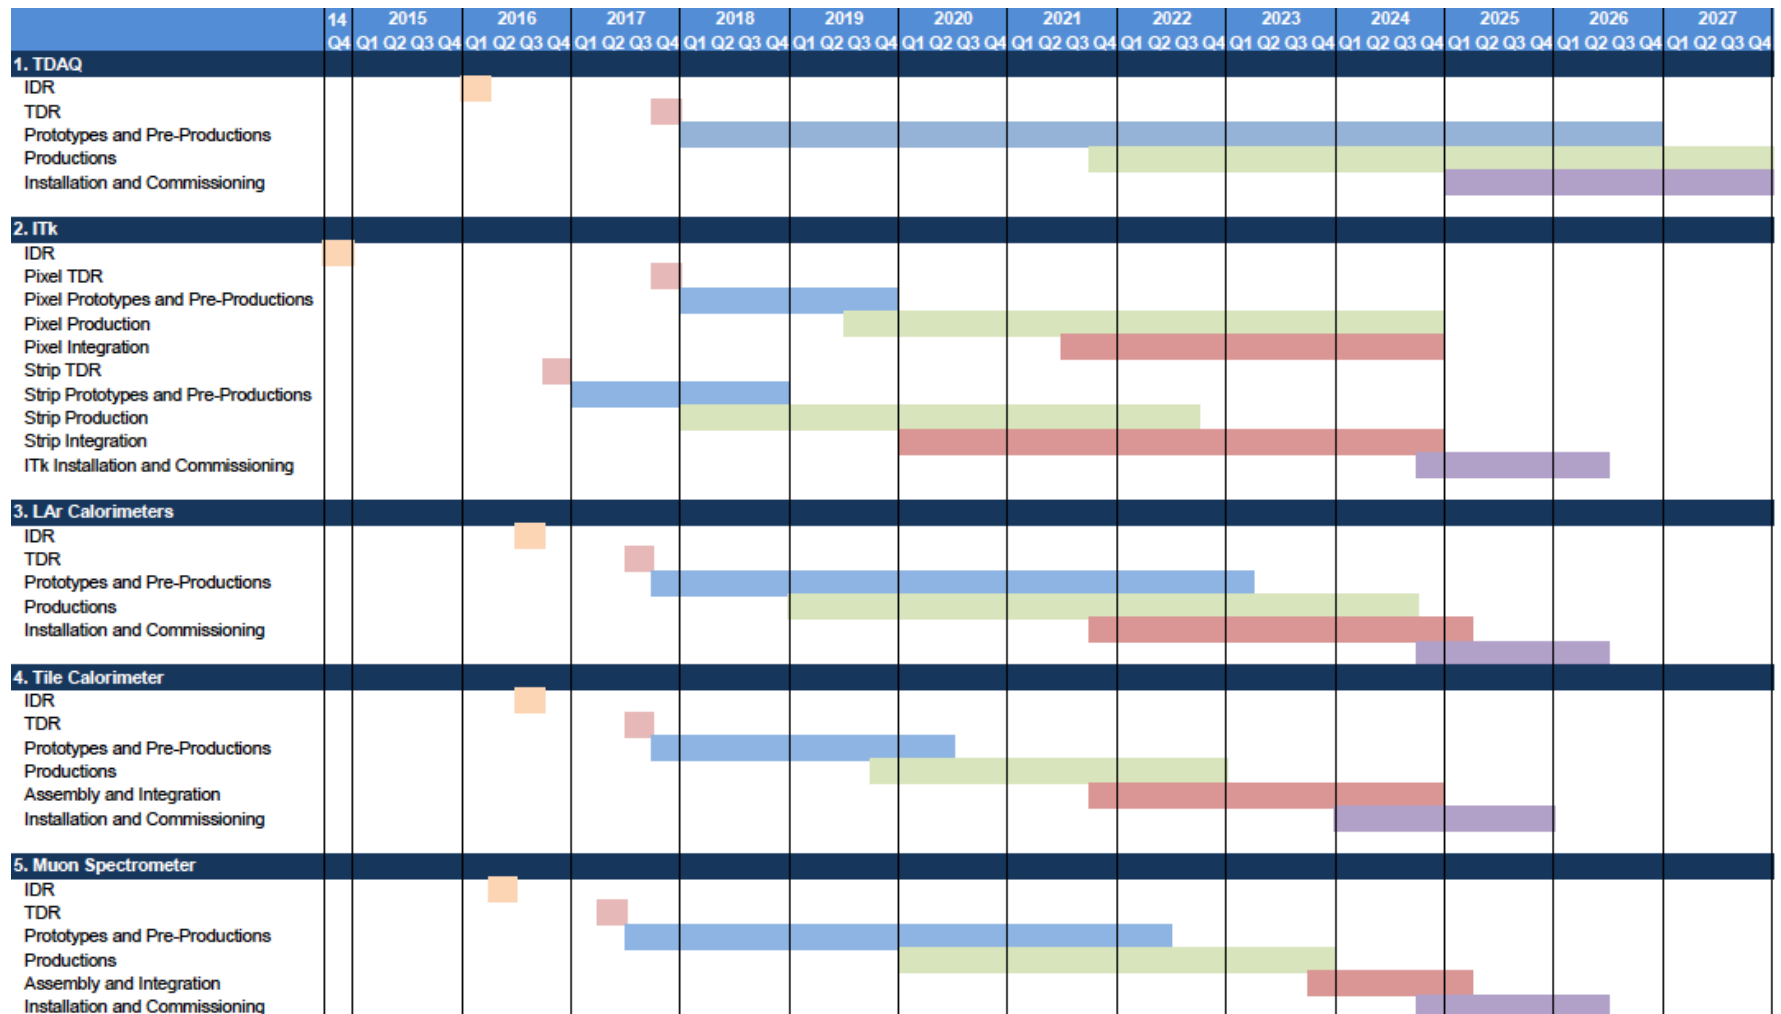 14 2015 2016 2017 2018 2019 2020 2021 2022 2023 2024 2025 2026 2027
Q4 Q1 Q2 Q3 Q4 Q1 Q2 Q3 Q4 Q1 Q2 Q3 Q4 Q1 Q2 Q3 Q4 Q1 Q2 Q3 Q4 Q1 Q2 Q3 Q4 Q1 Q2 Q3 Q4 Q1 Q2 Q3 Q4 Q1 Q2 Q3 Q4 Q1 Q2 Q3 Q4 Q1 Q2 Q3 Q4 Q1 Q2 Q3 Q4 Q1 Q2 Q3 Q4
1. TDAQ
IDR
TDR
Prototypes and Pre-Productions
Productions
Installation and Commissioning
2. ITk
IDR
Pixel TDR
Pixel Prototypes and Pre-Productions
Pixel Production
Pixel Integration
Strip TDR
Strip Prototypes and Pre-Productions
Strip Production
Strip Integration
ITk Installation and Commissioning
3. LAr Calorimeters
IDR
TDR
Prototypes and Pre-Productions
Productions
Installation and Commissioning
4. Tile Calorimeter
IDR
TDR
Prototypes and Pre-Productions
Productions
Assembly and Integration
Installation and Commissioning
5. Muon Spectrometer
IDR
TDR
Prototypes and Pre-Productions
Productions
Assembly and Integration
Installation and Commissioning